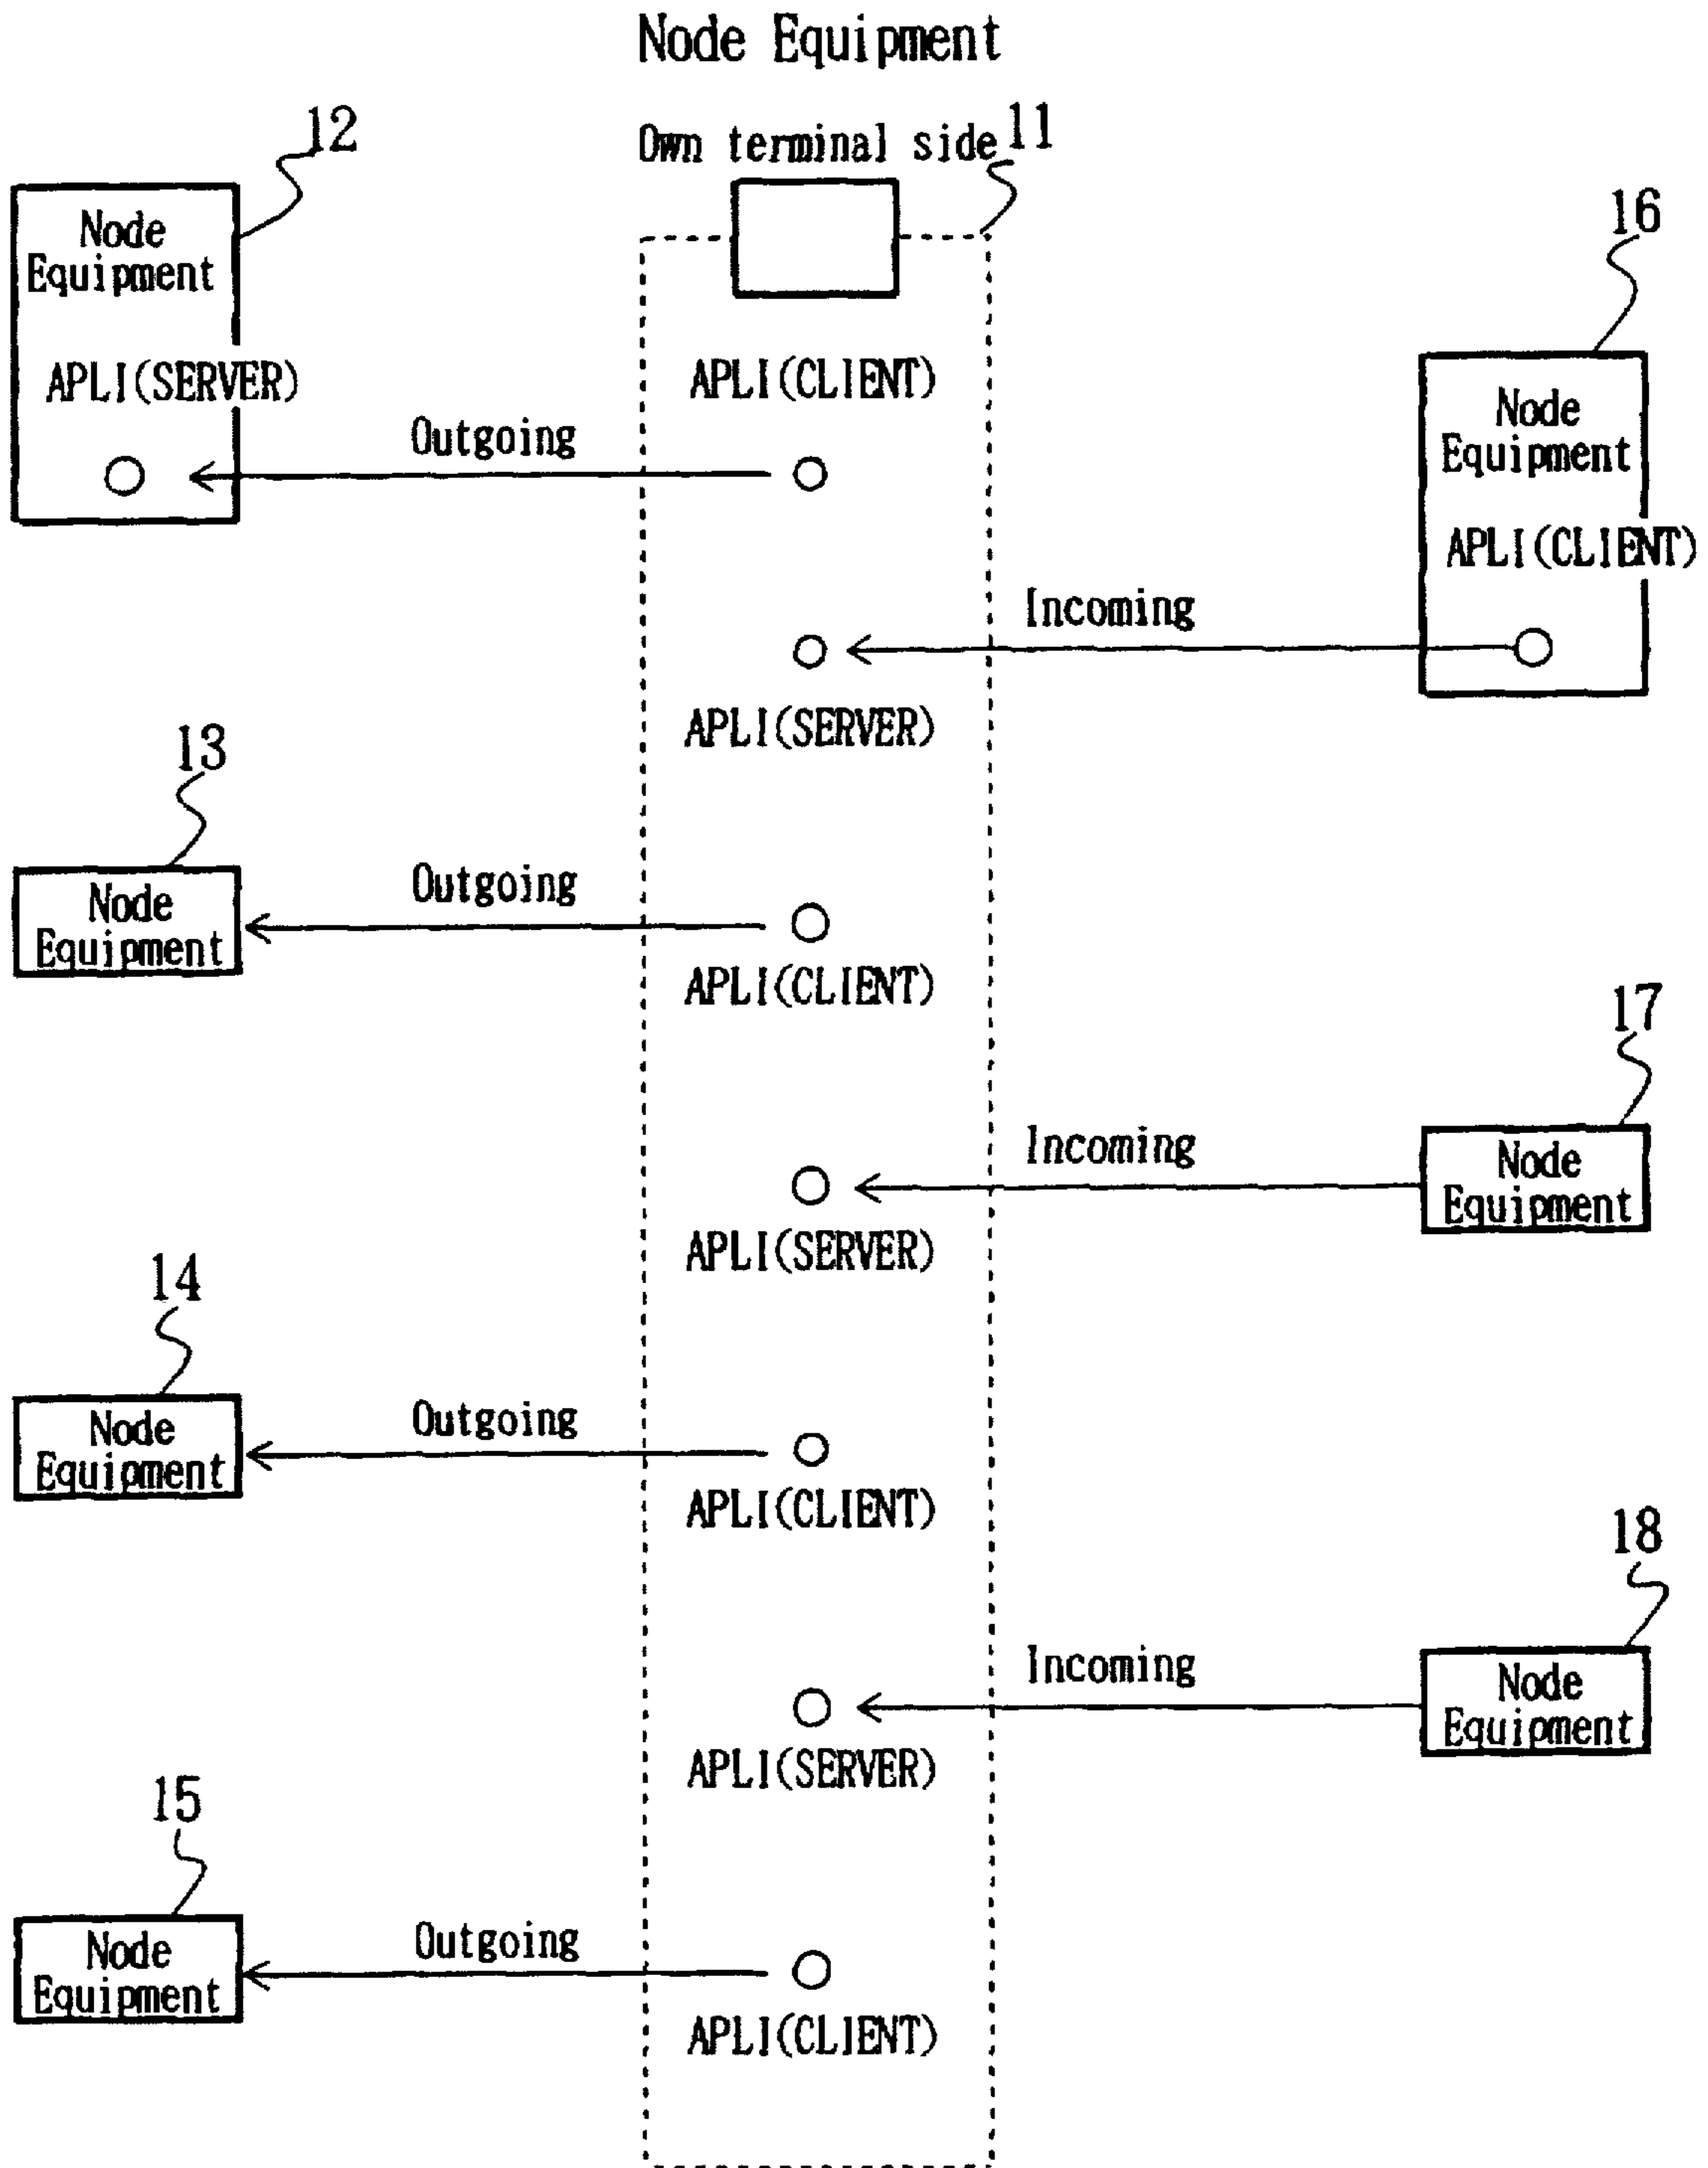 Node Equipment
Own terminal side
11
12
Node
Equipment
APLI(SERVER)
Outgoing
APLI(CLIENT)
16
Node
Equipment
APLI(CLIENT)
Incoming
APLI(SERVER)
13
Node
Equipment
Outgoing
APLI(CLIENT)
17
Node
Equipment
Incoming
APLI(SERVER)
14
Node
Equipment
Outgoing
APLI(CLIENT)
18
Node
Equipment
Incoming
APLI(SERVER)
15
Node
Equipment
Outgoing
APLI(CLIENT)